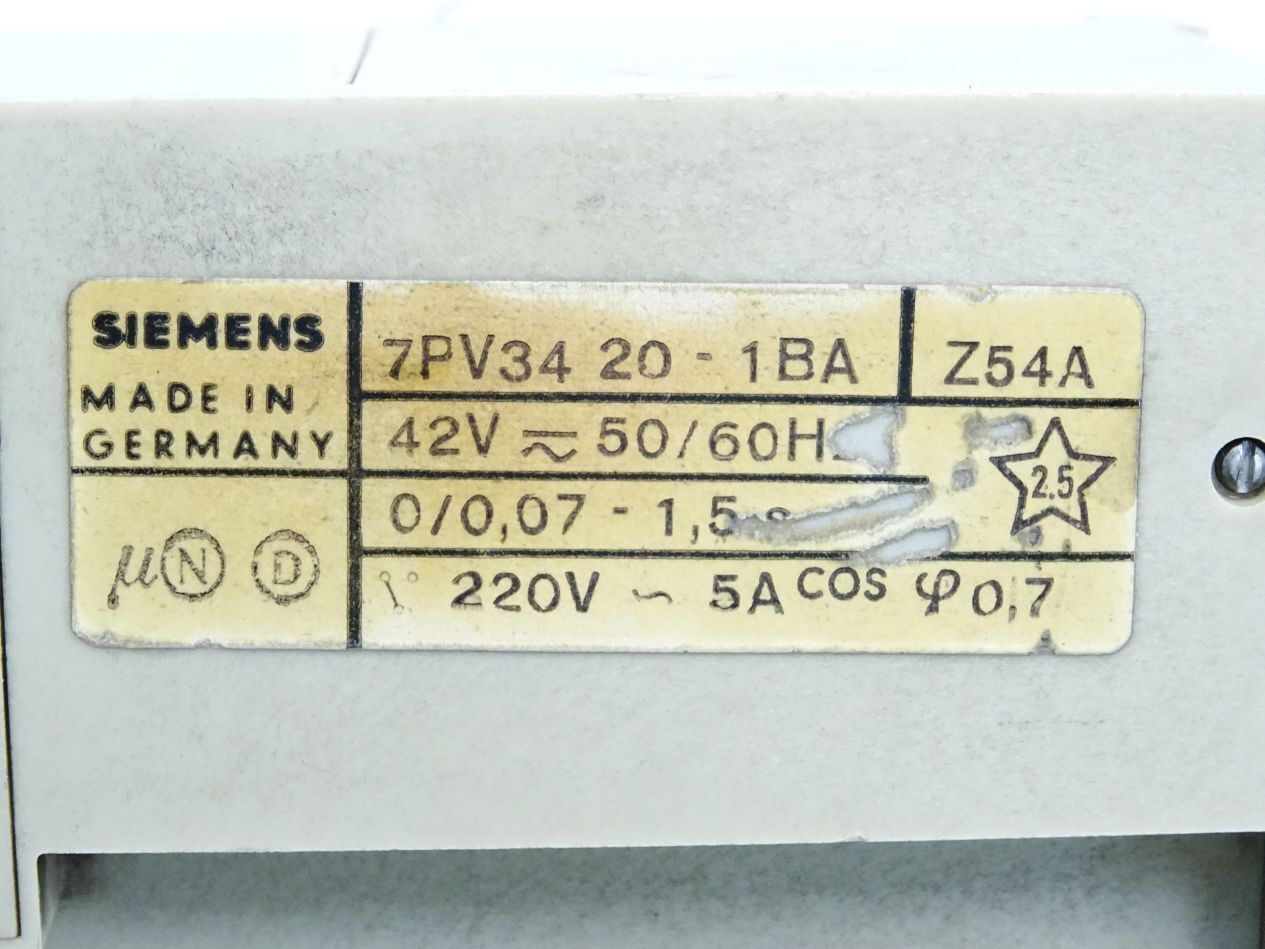 SIEMENS
MADE IN
GERMANY
µ N D
7PV34 20 - 1BA
Z54A
42V ≂ 50/60H
2.5
0/0,07 - 1,5
220V ~ 5A COS φ 0,7